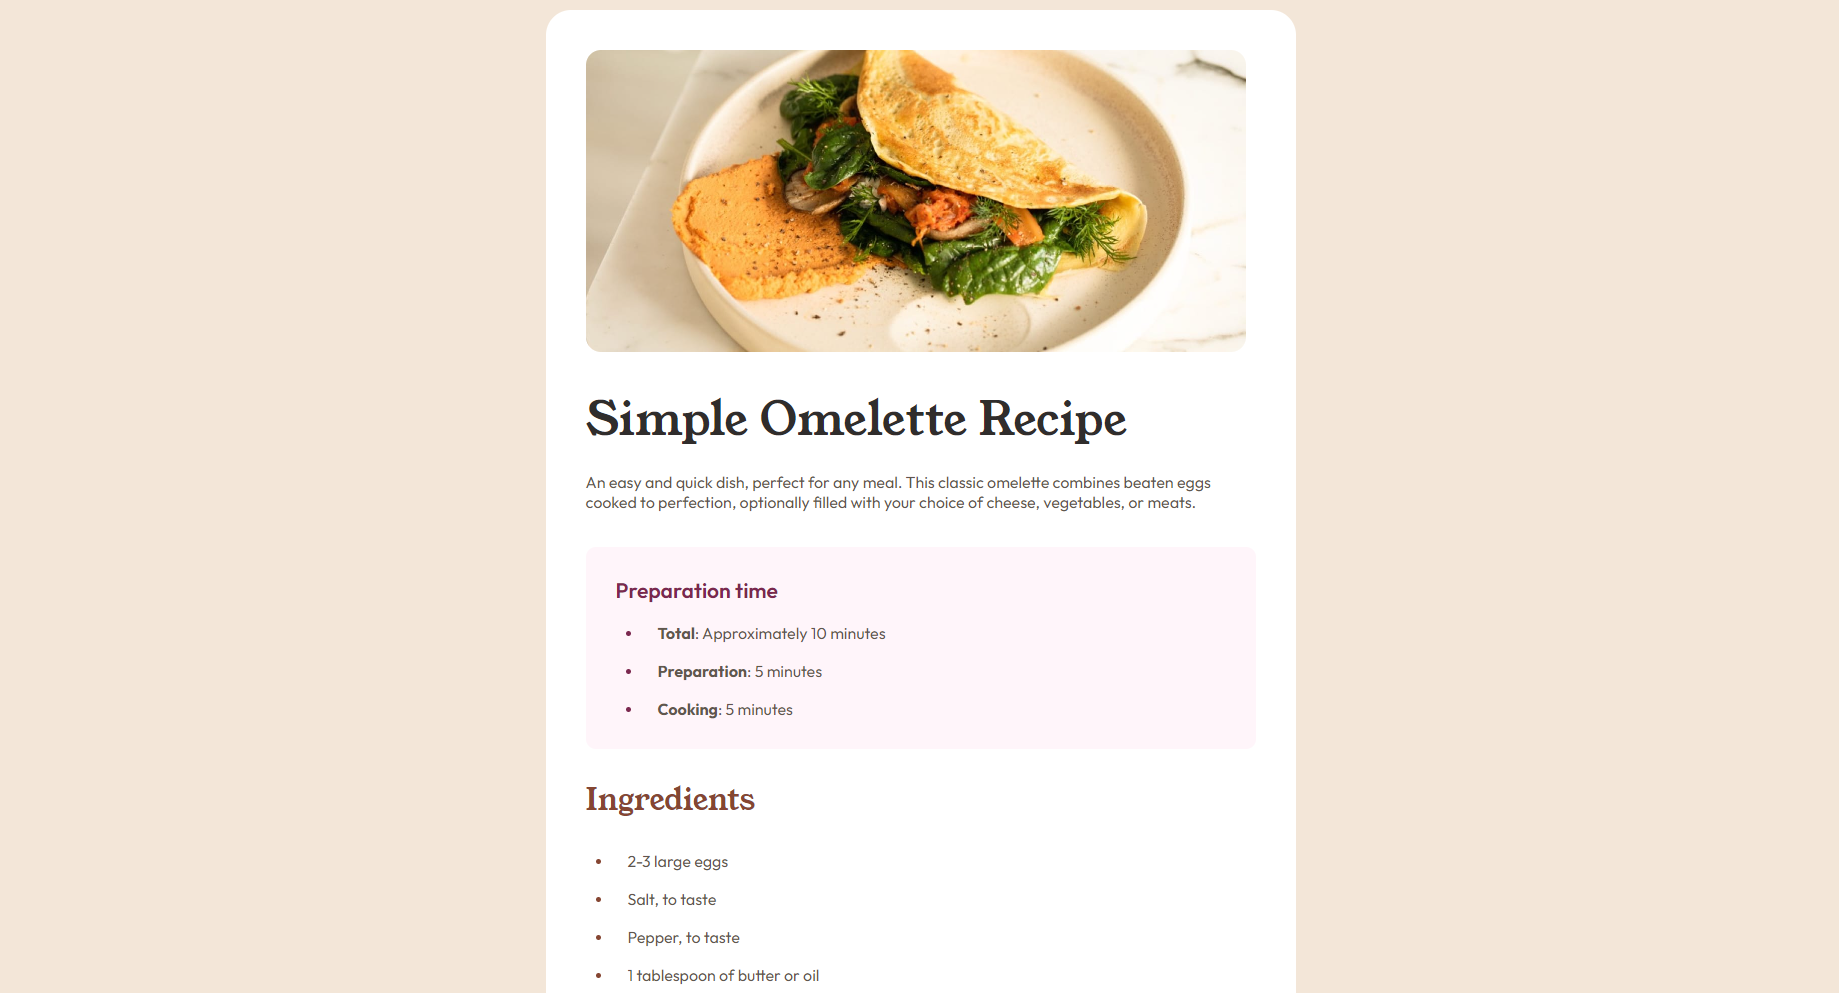 Simple Omelette Recipe
An easy and quick dish, perfect for any meal. This classic omelette combines beaten eggs
cooked to perfection, optionally filled with your choice of cheese, vegetables, or meats.
Preparation time
• Total: Approximately 10 minutes
• Preparation: 5 minutes
• Cooking: 5 minutes
Ingredients
• 2-3 large eggs
• Salt, to taste
• Pepper, to taste
• 1 tablespoon of butter or oil